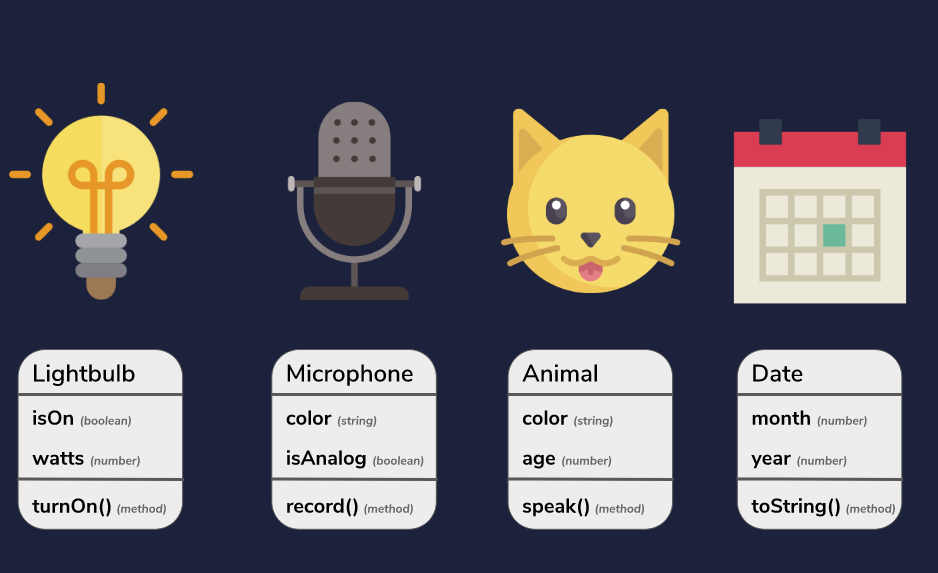 Lightbulb
isOn (boolean)
watts (number)
turnOn() (method)
Microphone
color (string)
isAnalog (boolean)
record() (method)
Animal
color (string)
age (number)
speak() (method)
Date
month (number)
year (number)
toString() (method)